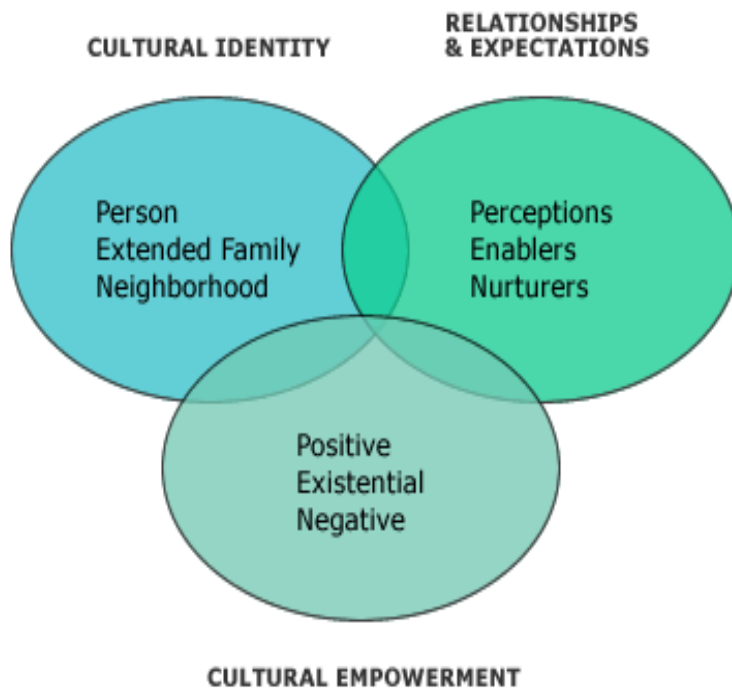 CULTURAL IDENTITY
RELATIONSHIPS
& EXPECTATIONS
Person
Extended Family
Neighborhood
Perceptions
Enablers
Nurturers
Positive
Existential
Negative
CULTURAL EMPOWERMENT